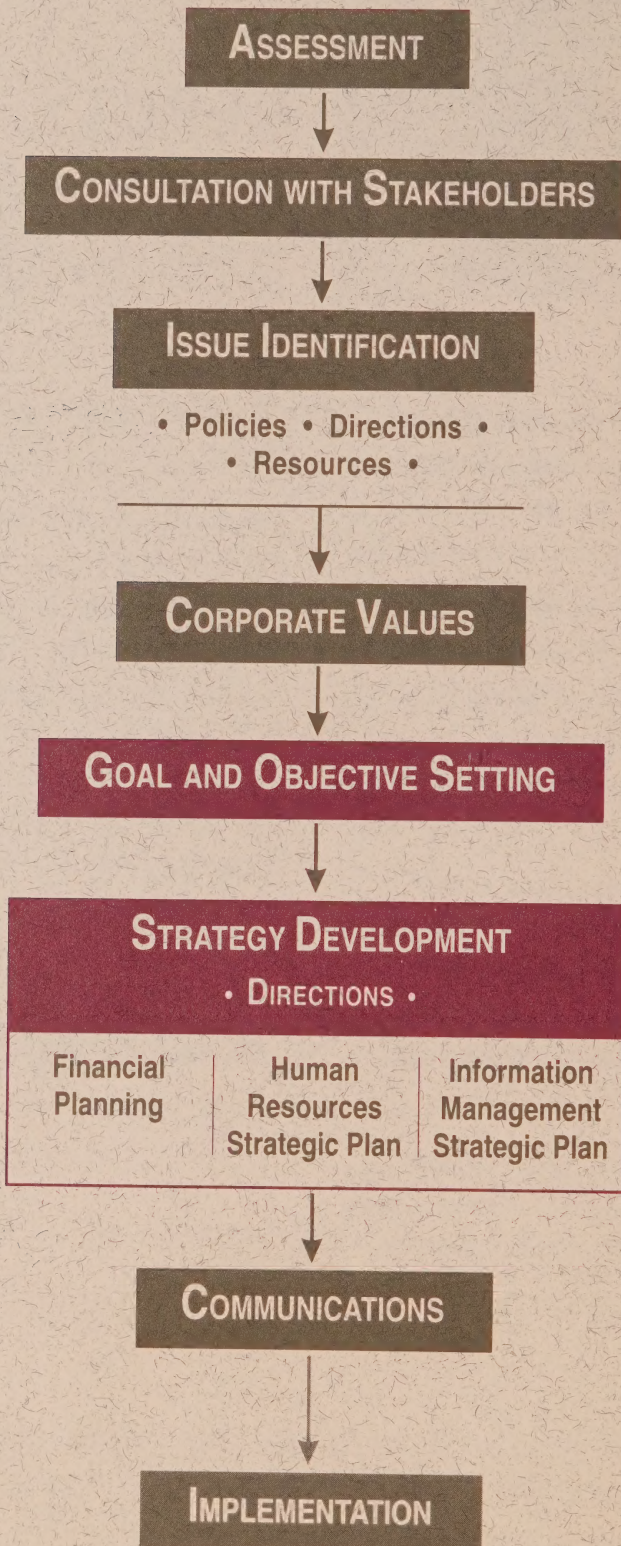 ASSESSMENT
CONSULTATION WITH STAKEHOLDERS
ISSUE IDENTIFICATION
• Policies • Directions •
• Resources •
CORPORATE VALUES
GOAL AND OBJECTIVE SETTING
STRATEGY DEVELOPMENT
• DIRECTIONS •
Financial
Planning
Human
Resources
Strategic Plan
Information
Management
Strategic Plan
COMMUNICATIONS
IMPLEMENTATION